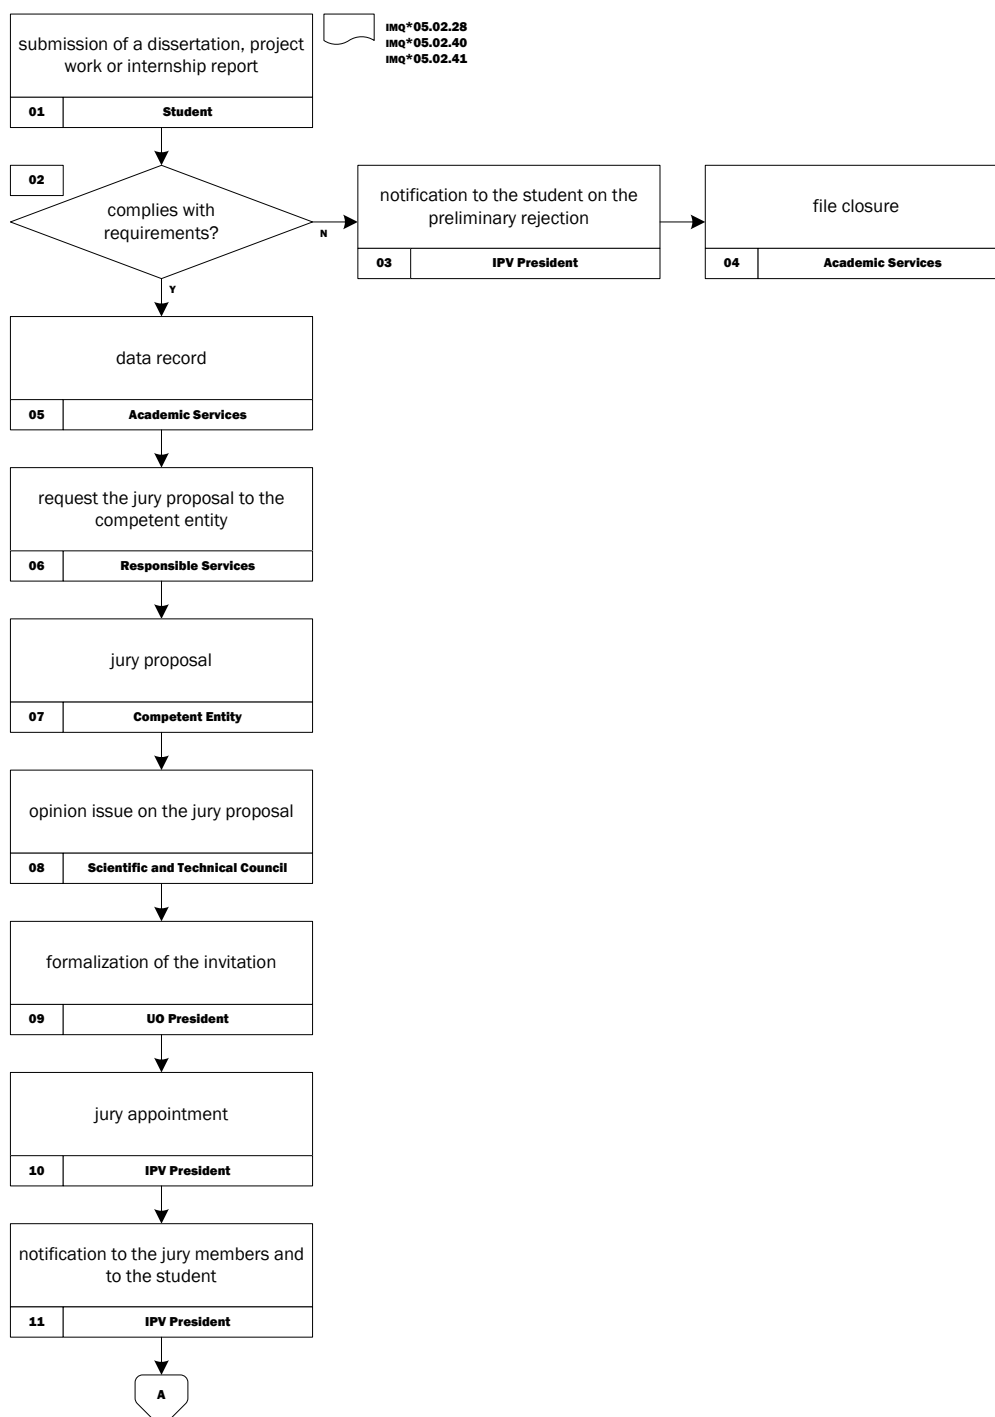 submission of a dissertation, project
work or internship report
01 Student
IMQ*05.02.28
IMQ*05.02.40
IMQ*05.02.41
02
complies with
requirements?
N
Y
notification to the student on the
preliminary rejection
03 IPV President
file closure
04 Academic Services
data record
05 Academic Services
request the jury proposal to the
competent entity
06 Responsible Services
jury proposal
07 Competent Entity
opinion issue on the jury proposal
08 Scientific and Technical Council
formalization of the invitation
09 UO President
jury appointment
10 IPV President
notification to the jury members and
to the student
11 IPV President
A